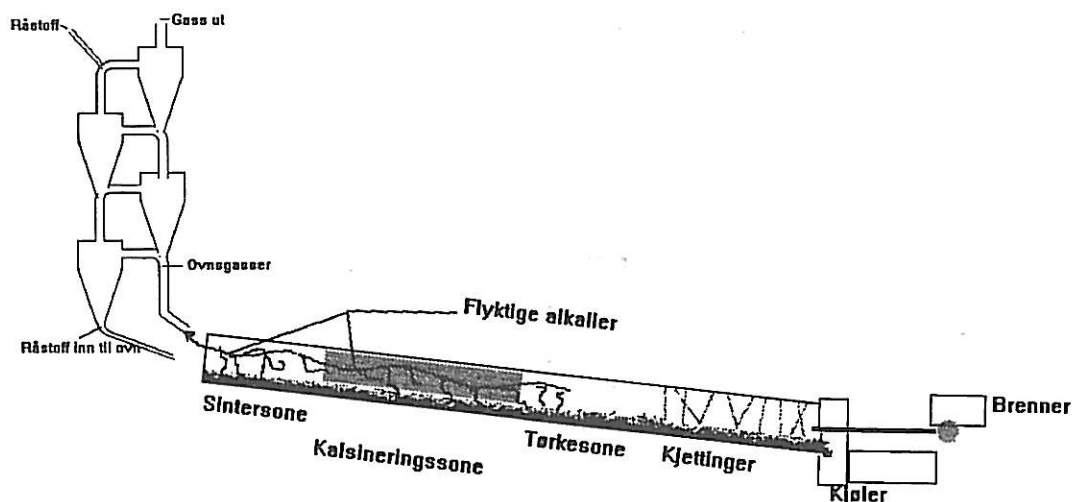 Råstoff
Gass ut
Ovnsgasser
Råstoff inn til ovn
Flyktige alkalier
Sintersone
Kalsineringssone
Tørkesone
Kjettinger
Brenner
Kjøler